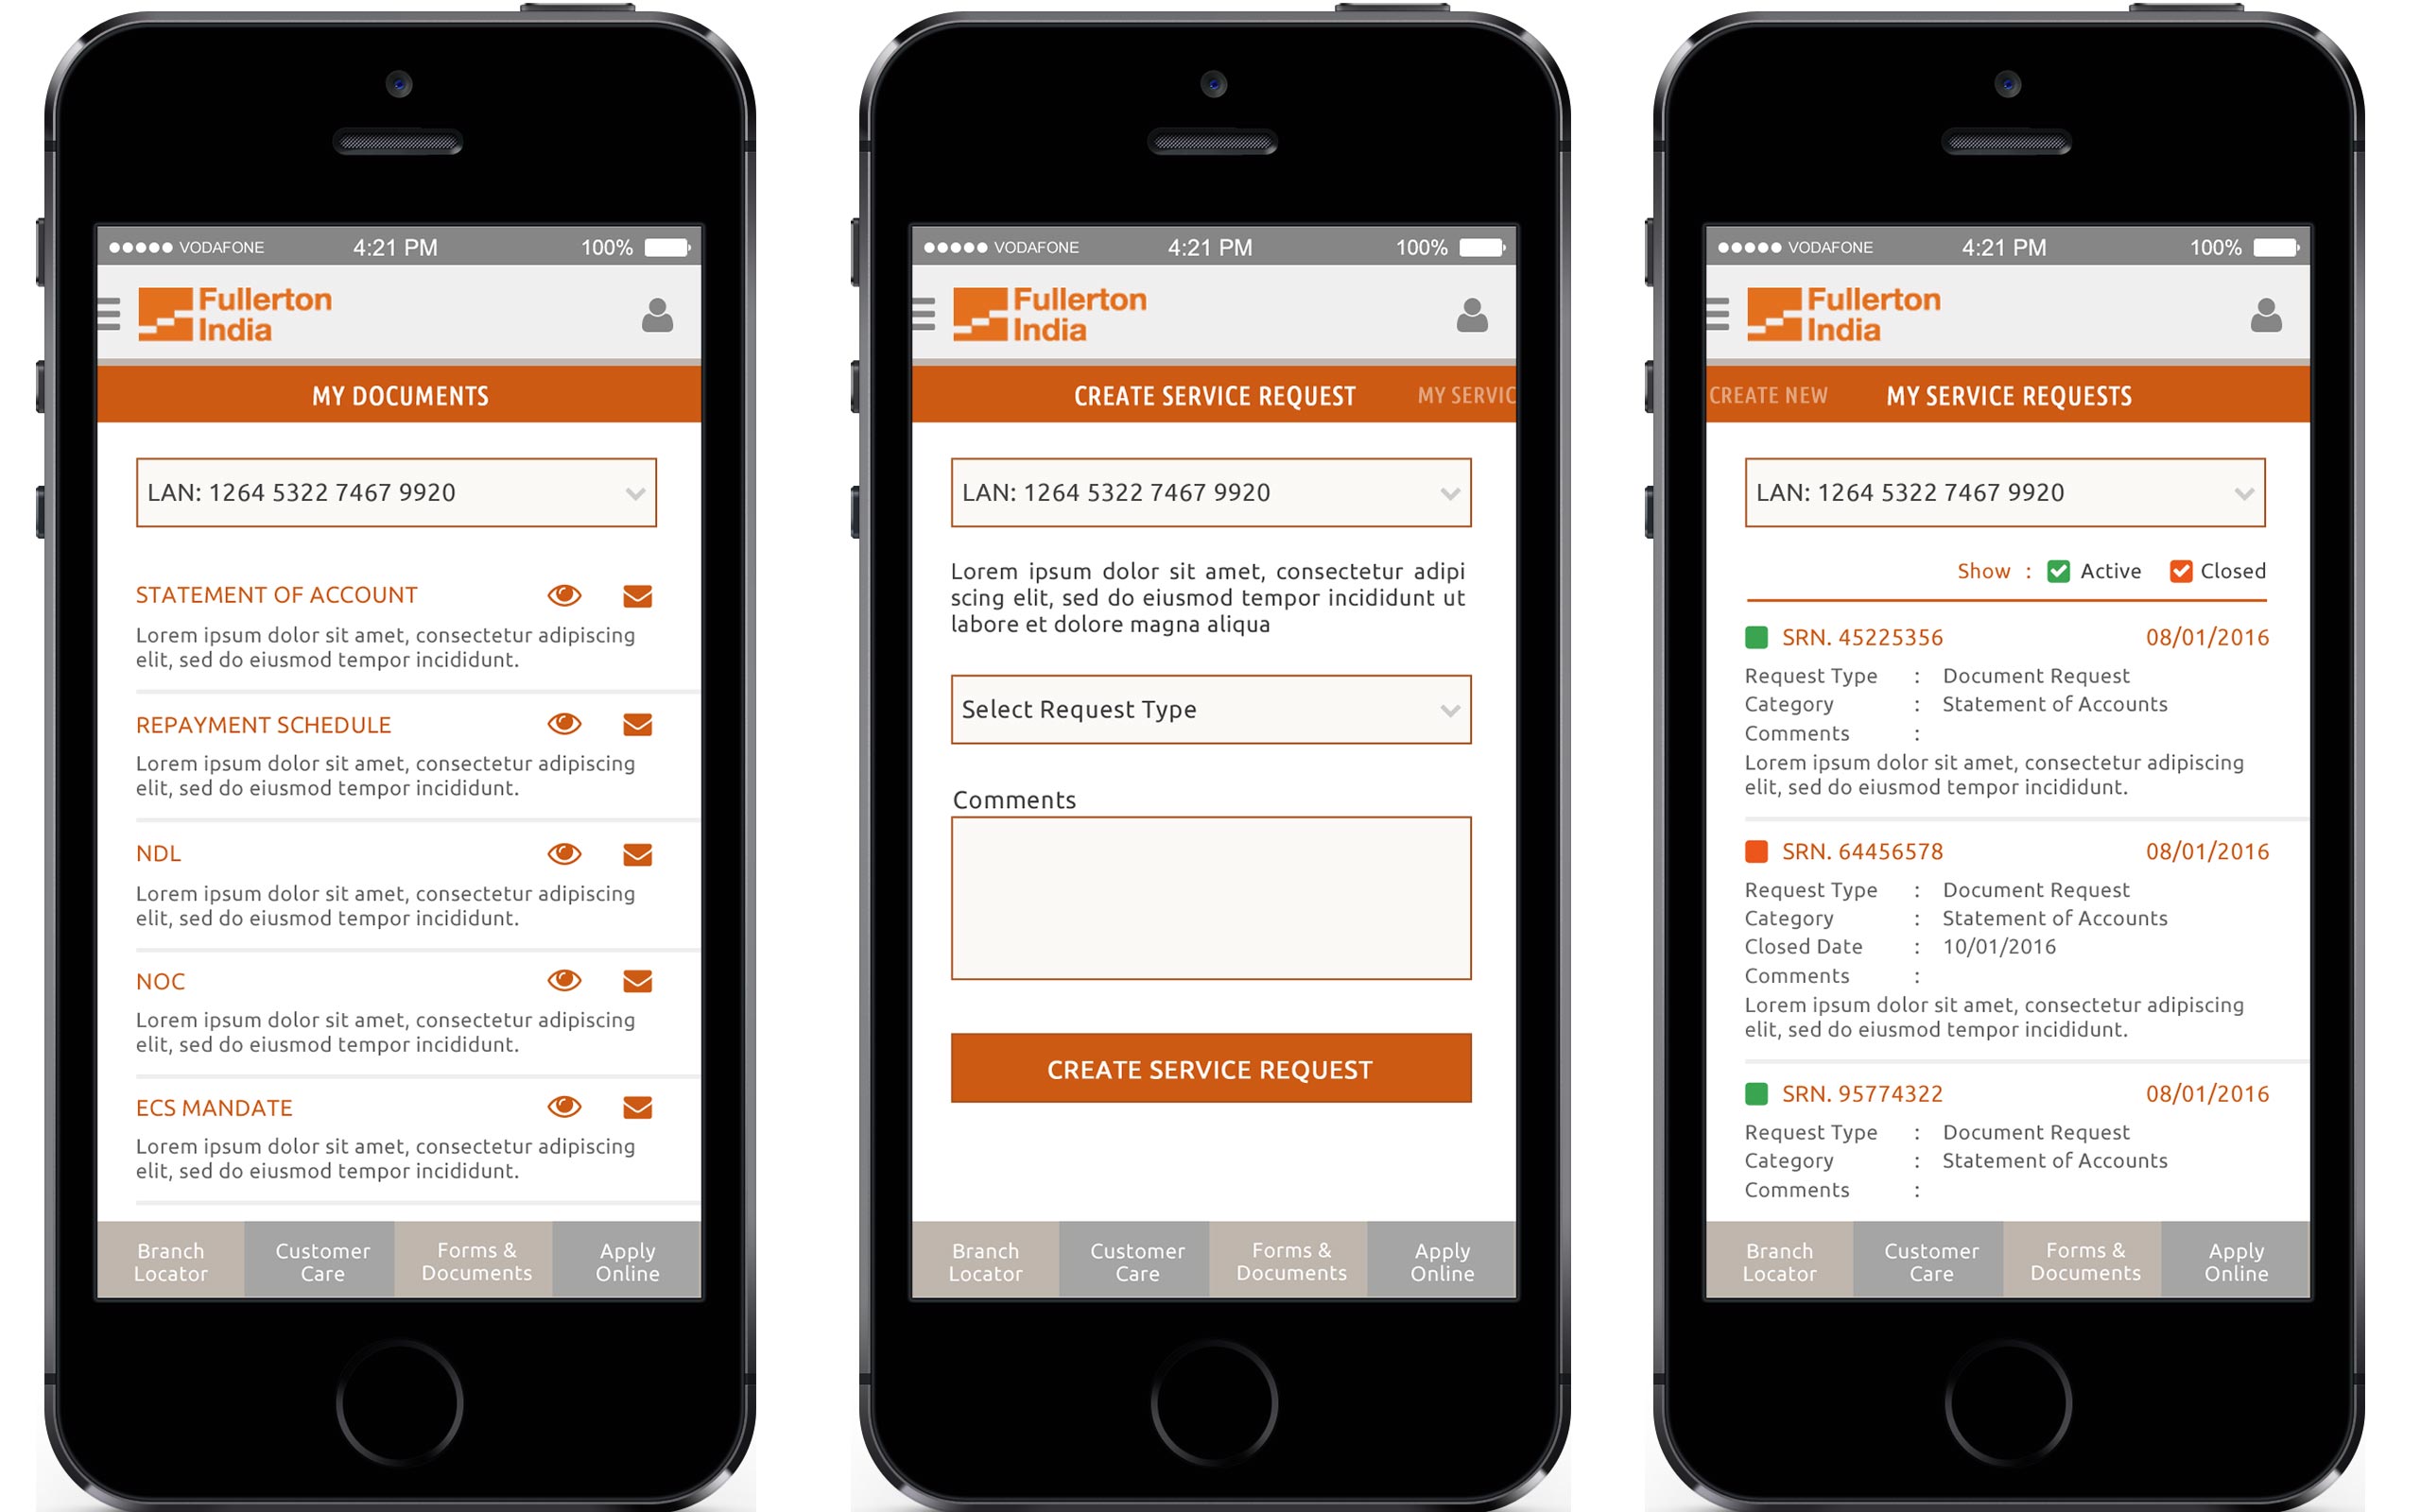 VODAFONE 4:21 PM 100%
Fullerton
India
MY DOCUMENTS
LAN: 1264 5322 7467 9920
STATEMENT OF ACCOUNT
Lorem ipsum dolor sit amet, consectetur adipiscing
elit, sed do eiusmod tempor incididunt.
REPAYMENT SCHEDULE
Lorem ipsum dolor sit amet, consectetur adipiscing
elit, sed do eiusmod tempor incididunt.
NDL
Lorem ipsum dolor sit amet, consectetur adipiscing
elit, sed do eiusmod tempor incididunt.
NOC
Lorem ipsum dolor sit amet, consectetur adipiscing
elit, sed do eiusmod tempor incididunt.
ECS MANDATE
Lorem ipsum dolor sit amet, consectetur adipiscing
elit, sed do eiusmod tempor incididunt.
Branch
Locator
Customer
Care
Forms &
Documents
Apply
Online
VODAFONE 4:21 PM 100%
Fullerton
India
CREATE SERVICE REQUEST MY SERVIC
LAN: 1264 5322 7467 9920
Lorem ipsum dolor sit amet, consectetur adipi
scing elit, sed do eiusmod tempor incididunt ut
labore et dolore magna aliqua
Select Request Type
Comments
CREATE SERVICE REQUEST
Branch
Locator
Customer
Care
Forms &
Documents
Apply
Online
VODAFONE 4:21 PM 100%
Fullerton
India
CREATE NEW MY SERVICE REQUESTS
LAN: 1264 5322 7467 9920
Show : Active Closed
SRN. 45225356 08/01/2016
Request Type : Document Request
Category : Statement of Accounts
Comments :
Lorem ipsum dolor sit amet, consectetur adipiscing
elit, sed do eiusmod tempor incididunt.
SRN. 64456578 08/01/2016
Request Type : Document Request
Category : Statement of Accounts
Closed Date : 10/01/2016
Comments :
Lorem ipsum dolor sit amet, consectetur adipiscing
elit, sed do eiusmod tempor incididunt.
SRN. 95774322 08/01/2016
Request Type : Document Request
Category : Statement of Accounts
Comments :
Branch
Locator
Customer
Care
Forms &
Documents
Apply
Online